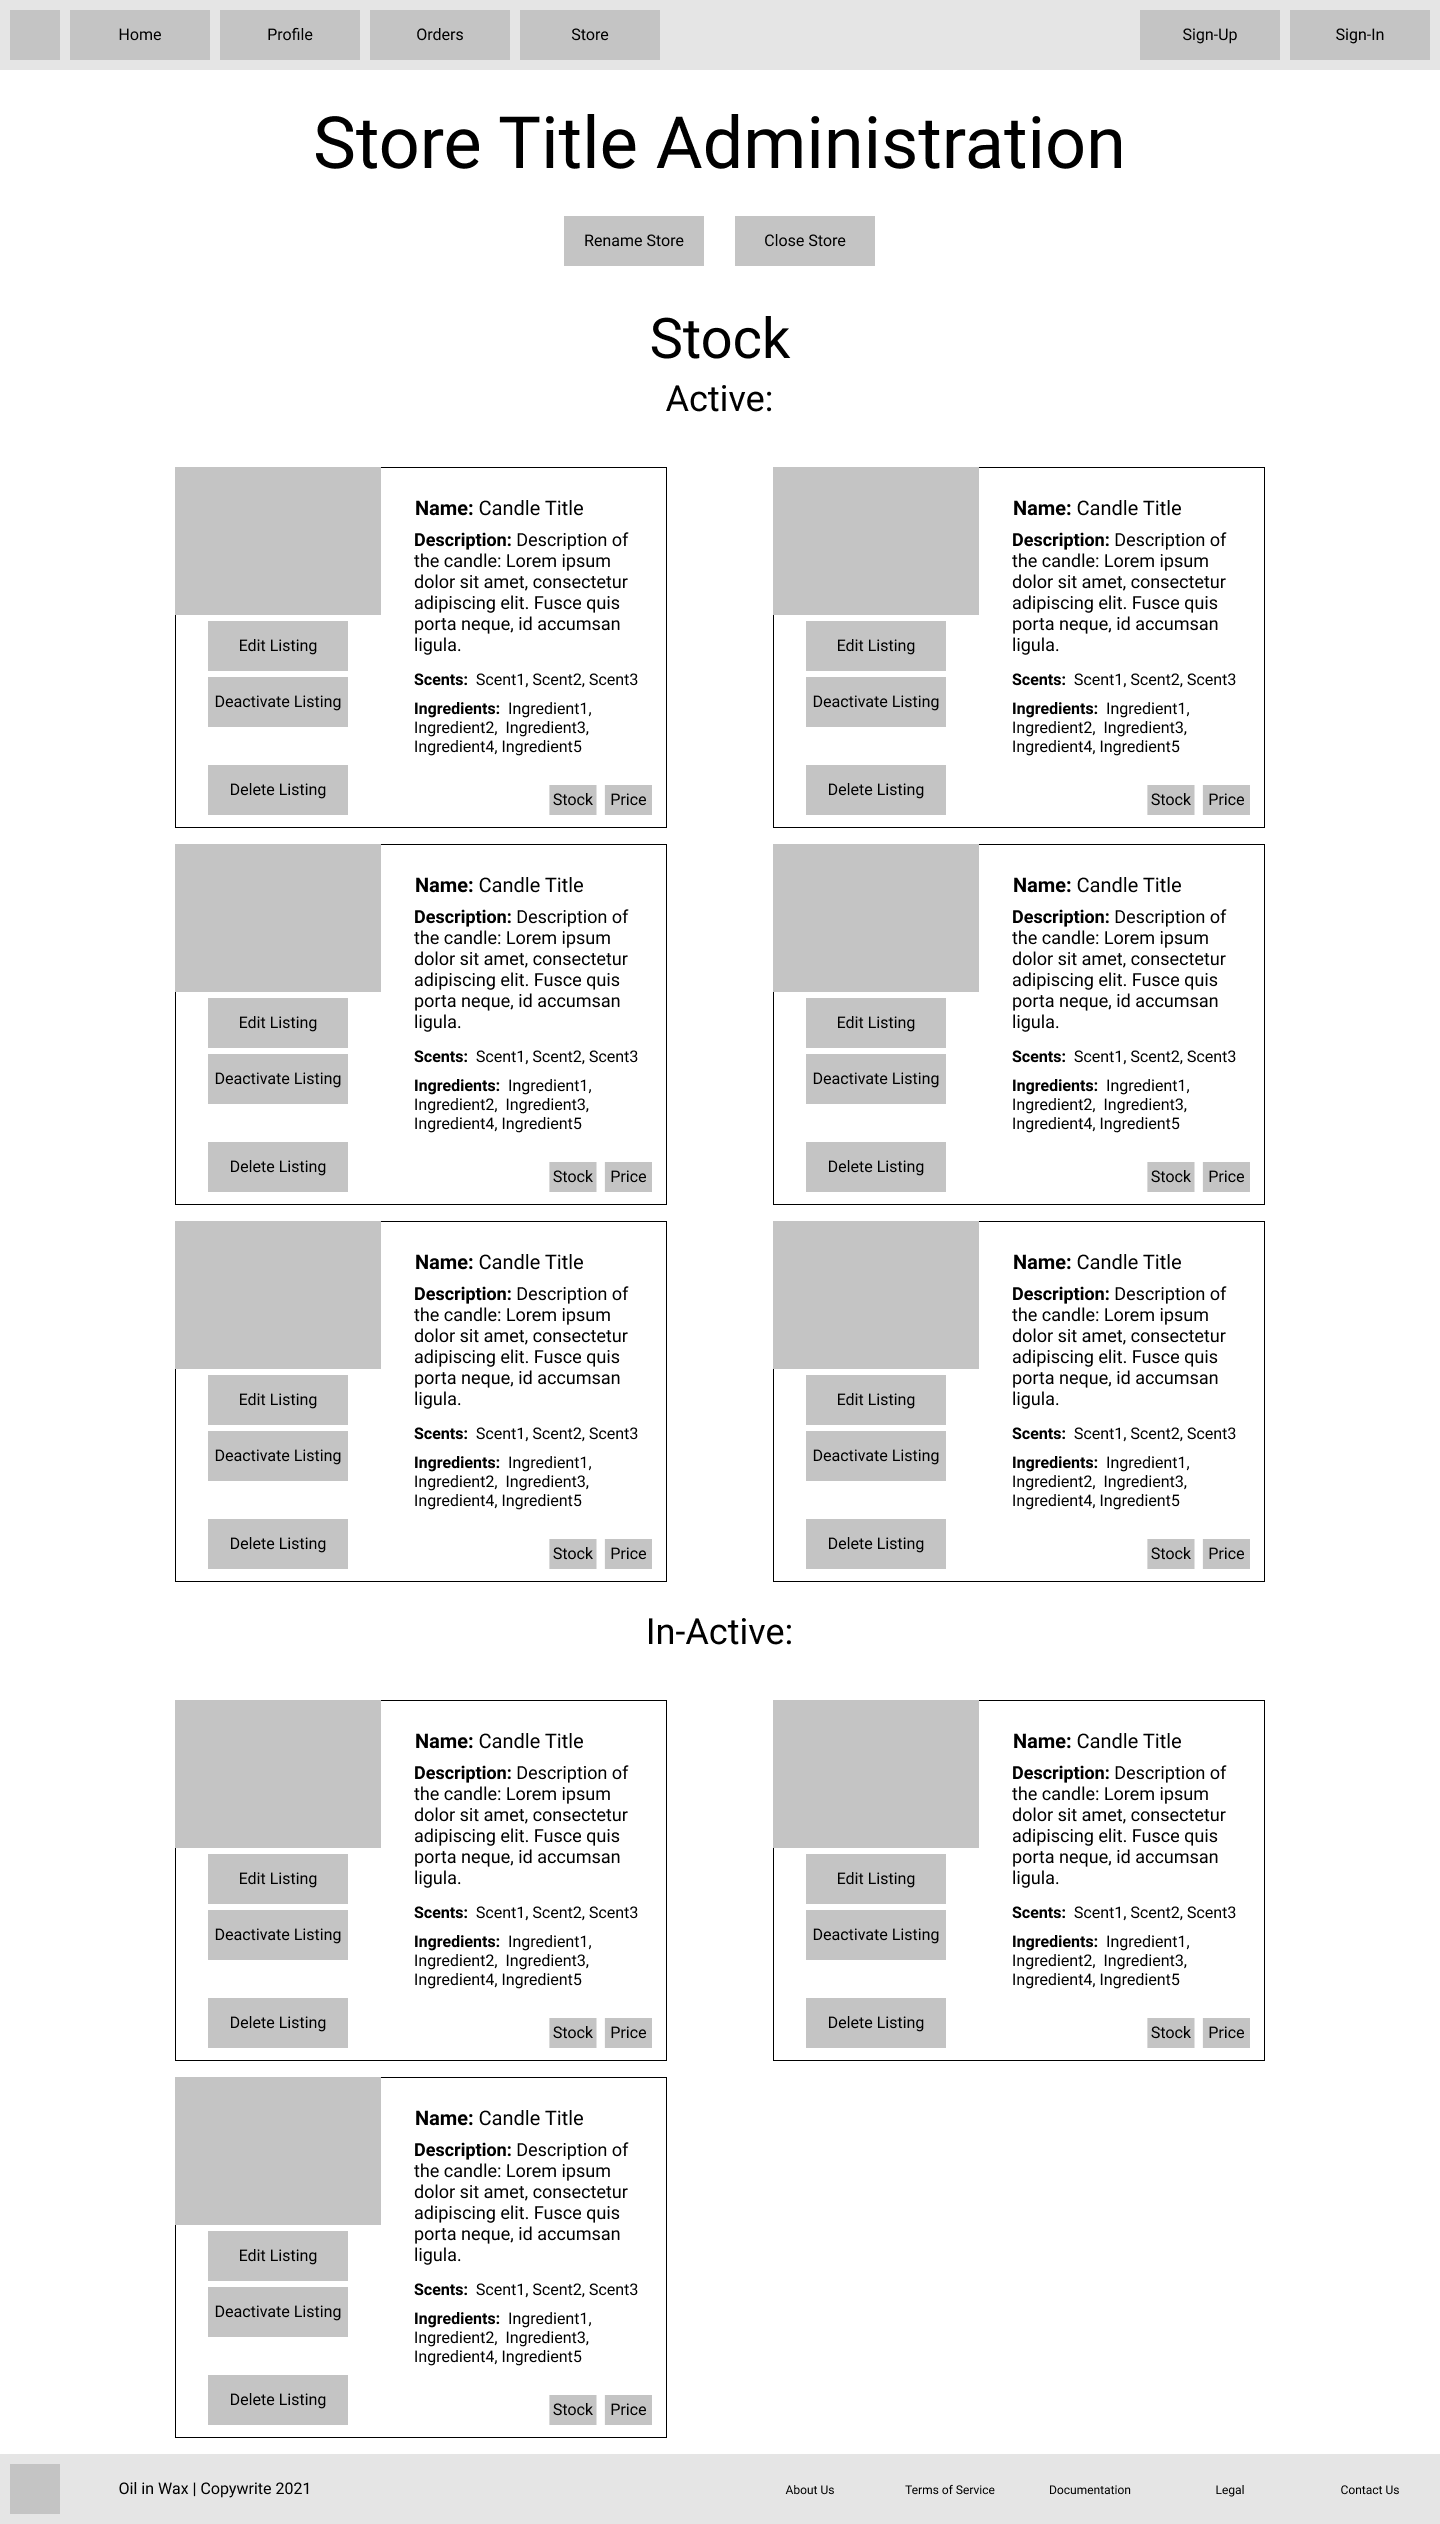 Home Profile Orders Store Sign-Up Sign-In
Store Title Administration
Rename Store Close Store
Stock
Active:
Name: Candle Title
Description: Description of
the candle: Lorem ipsum
dolor sit amet, consectetur
adipiscing elit. Fusce quis
porta neque, id accumsan
ligula.
Scents: Scent1, Scent2, Scent3
Ingredients: Ingredient1,
Ingredient2, Ingredient3,
Ingredient4, Ingredient5
Edit Listing
Deactivate Listing
Delete Listing
Stock Price
Name: Candle Title
Description: Description of
the candle: Lorem ipsum
dolor sit amet, consectetur
adipiscing elit. Fusce quis
porta neque, id accumsan
ligula.
Scents: Scent1, Scent2, Scent3
Ingredients: Ingredient1,
Ingredient2, Ingredient3,
Ingredient4, Ingredient5
Edit Listing
Deactivate Listing
Delete Listing
Stock Price
Name: Candle Title
Description: Description of
the candle: Lorem ipsum
dolor sit amet, consectetur
adipiscing elit. Fusce quis
porta neque, id accumsan
ligula.
Scents: Scent1, Scent2, Scent3
Ingredients: Ingredient1,
Ingredient2, Ingredient3,
Ingredient4, Ingredient5
Edit Listing
Deactivate Listing
Delete Listing
Stock Price
Name: Candle Title
Description: Description of
the candle: Lorem ipsum
dolor sit amet, consectetur
adipiscing elit. Fusce quis
porta neque, id accumsan
ligula.
Scents: Scent1, Scent2, Scent3
Ingredients: Ingredient1,
Ingredient2, Ingredient3,
Ingredient4, Ingredient5
Edit Listing
Deactivate Listing
Delete Listing
Stock Price
Name: Candle Title
Description: Description of
the candle: Lorem ipsum
dolor sit amet, consectetur
adipiscing elit. Fusce quis
porta neque, id accumsan
ligula.
Scents: Scent1, Scent2, Scent3
Ingredients: Ingredient1,
Ingredient2, Ingredient3,
Ingredient4, Ingredient5
Edit Listing
Deactivate Listing
Delete Listing
Stock Price
Name: Candle Title
Description: Description of
the candle: Lorem ipsum
dolor sit amet, consectetur
adipiscing elit. Fusce quis
porta neque, id accumsan
ligula.
Scents: Scent1, Scent2, Scent3
Ingredients: Ingredient1,
Ingredient2, Ingredient3,
Ingredient4, Ingredient5
Edit Listing
Deactivate Listing
Delete Listing
Stock Price
In-Active:
Name: Candle Title
Description: Description of
the candle: Lorem ipsum
dolor sit amet, consectetur
adipiscing elit. Fusce quis
porta neque, id accumsan
ligula.
Scents: Scent1, Scent2, Scent3
Ingredients: Ingredient1,
Ingredient2, Ingredient3,
Ingredient4, Ingredient5
Edit Listing
Deactivate Listing
Delete Listing
Stock Price
Name: Candle Title
Description: Description of
the candle: Lorem ipsum
dolor sit amet, consectetur
adipiscing elit. Fusce quis
porta neque, id accumsan
ligula.
Scents: Scent1, Scent2, Scent3
Ingredients: Ingredient1,
Ingredient2, Ingredient3,
Ingredient4, Ingredient5
Edit Listing
Deactivate Listing
Delete Listing
Stock Price
Name: Candle Title
Description: Description of
the candle: Lorem ipsum
dolor sit amet, consectetur
adipiscing elit. Fusce quis
porta neque, id accumsan
ligula.
Scents: Scent1, Scent2, Scent3
Ingredients: Ingredient1,
Ingredient2, Ingredient3,
Ingredient4, Ingredient5
Edit Listing
Deactivate Listing
Delete Listing
Stock Price
Oil in Wax | Copywrite 2021 About Us Terms of Service Documentation Legal Contact Us